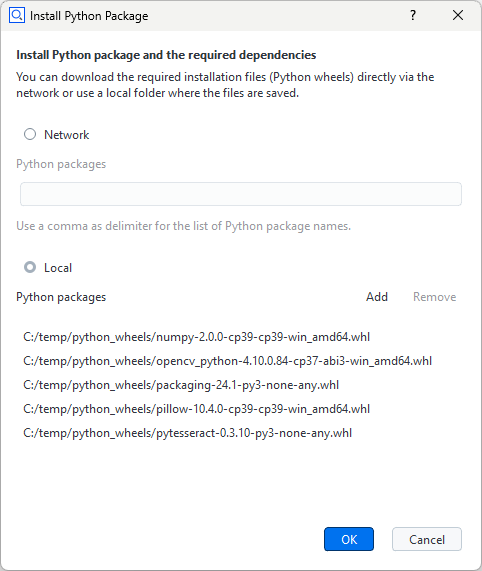 Install Python Package
?
Install Python package and the required dependencies
You can download the required installation files (Python wheels) directly via the
network or use a local folder where the files are saved.
Network
Python packages
Use a comma as delimiter for the list of Python package names.
Local
Python packages Add Remove
C:/temp/python_wheels/numpy-2.0.0-cp39-cp39-win_amd64.whl
C:/temp/python_wheels/opencv_python-4.10.0.84-cp37-abi3-win_amd64.whl
C:/temp/python_wheels/packaging-24.1-py3-none-any.whl
C:/temp/python_wheels/pillow-10.4.0-cp39-cp39-win_amd64.whl
C:/temp/python_wheels/pytesseract-0.3.10-py3-none-any.whl
OK Cancel